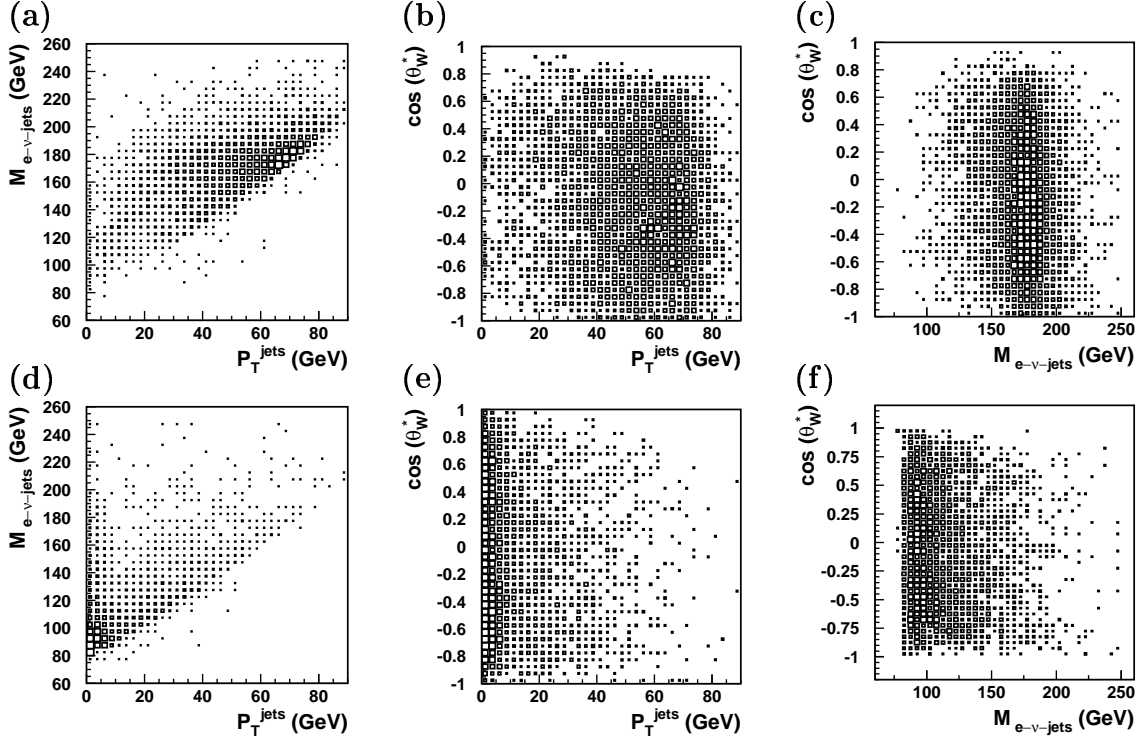 (a)
M e−ν−jets (GeV)
260
240
220
200
180
160
140
120
100
80
60
0 20 40 60 80
P_T^jets (GeV)
(b)
cos (θ*_W)
1
0.8
0.6
0.4
0.2
0
-0.2
-0.4
-0.6
-0.8
-1
0 20 40 60 80
P_T^jets (GeV)
(c)
cos (θ*_W)
1
0.8
0.6
0.4
0.2
0
-0.2
-0.4
-0.6
-0.8
-1
100 150 200 250
M e−ν−jets (GeV)
(d)
M e−ν−jets (GeV)
260
240
220
200
180
160
140
120
100
80
60
0 20 40 60 80
P_T^jets (GeV)
(e)
cos (θ*_W)
1
0.8
0.6
0.4
0.2
0
-0.2
-0.4
-0.6
-0.8
-1
0 20 40 60 80
P_T^jets (GeV)
(f)
cos (θ*_W)
1
0.75
0.5
0.25
0
-0.25
-0.5
-0.75
-1
100 150 200 250
M e−ν−jets (GeV)